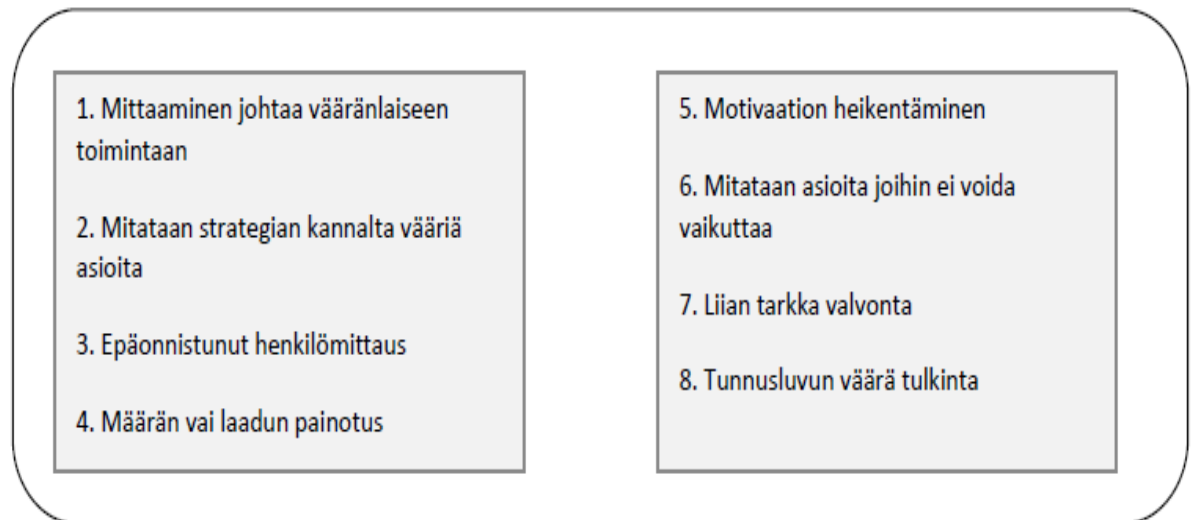 1. Mittaaminen johtaa vääränlaiseen
toimintaan
2. Mitataan strategian kannalta vääriä
asioita
3. Epäonnistunut henkilömittaus
4. Määrän vai laadun painotus
5. Motivaation heikentäminen
6. Mitataan asioita joihin ei voida
vaikuttaa
7. Liian tarkka valvonta
8. Tunnusluvun väärä tulkinta